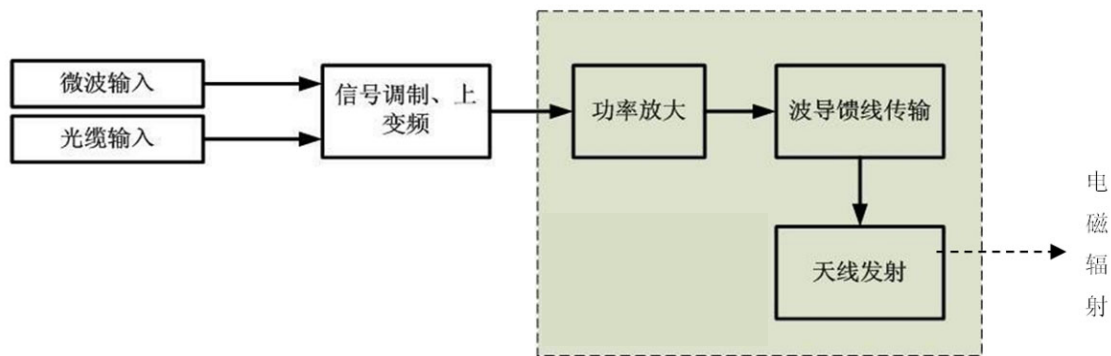 微波输入
光缆输入
信号调制、上
变频
功率放大
波导馈线传输
天线发射
电
磁
辐
射